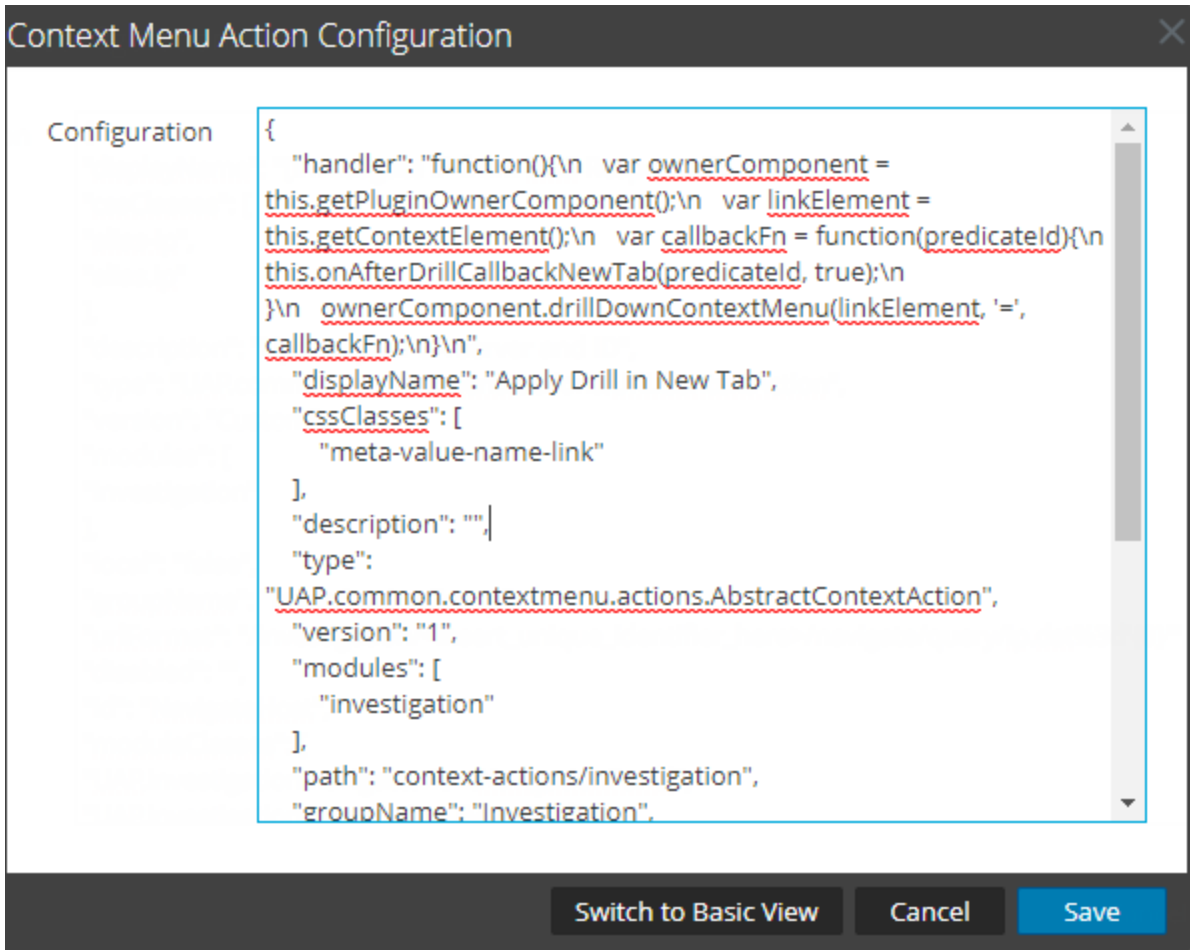 Context Menu Action Configuration
Configuration
{
"handler": "function(){\n   var ownerComponent =
this.getPluginOwnerComponent();\n   var linkElement =
this.getContextElement();\n   var callbackFn = function(predicateId){\n
this.onAfterDrillCallbackNewTab(predicateId, true);\n
}\n   ownerComponent.drillDownContextMenu(linkElement, '=',
callbackFn);\n}\n",
"displayName": "Apply Drill in New Tab",
"cssClasses": [
"meta-value-name-link"
],
"description": "",
"type":
"UAP.common.contextmenu.actions.AbstractContextAction",
"version": "1",
"modules": [
"investigation"
],
"path": "context-actions/investigation",
"groupName": "Investigation",
Switch to Basic View
Cancel
Save